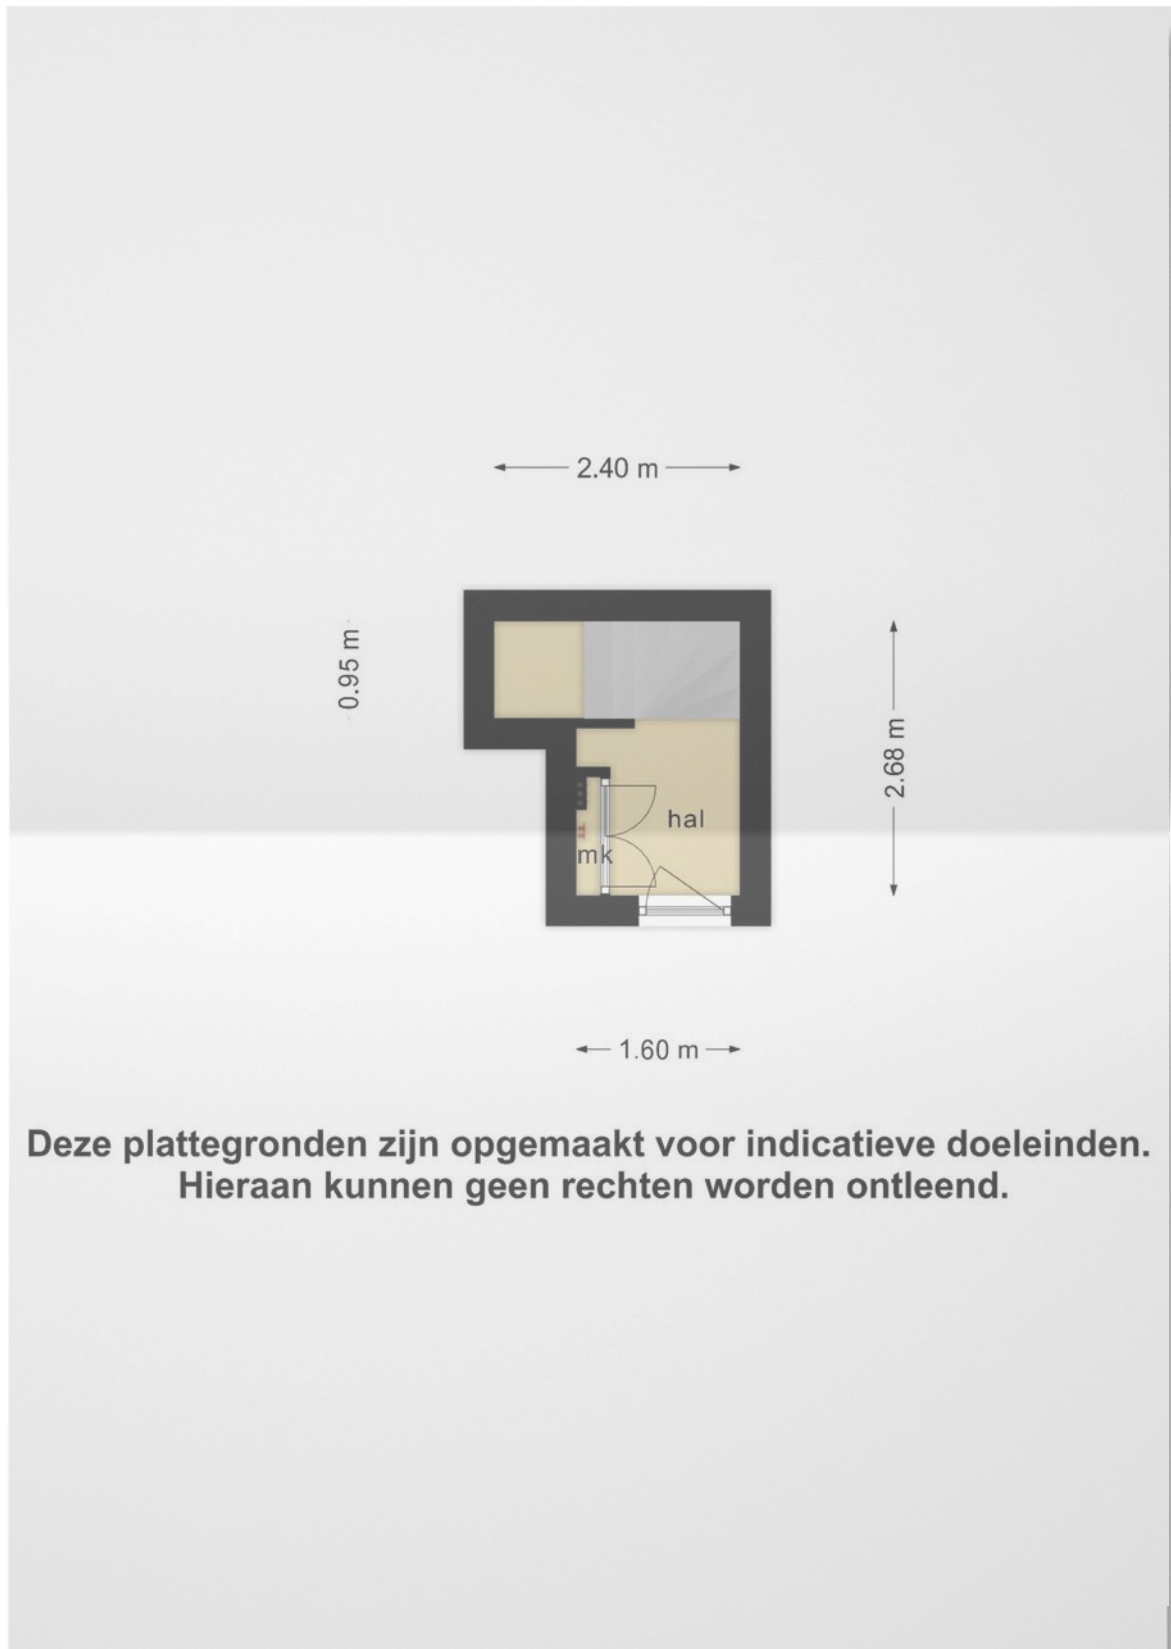 2.40 m
0.95 m
2.68 m
hal
mk
1.60 m
Deze plattegronden zijn opgemaakt voor indicatieve doeleinden.
Hieraan kunnen geen rechten worden ontleend.